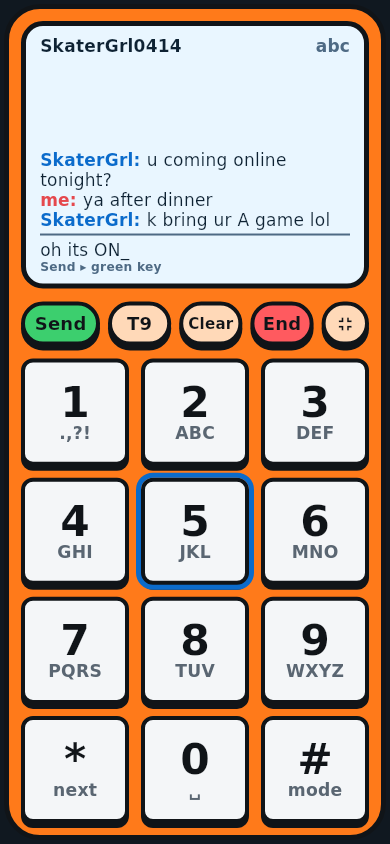 SkaterGrl0414 abc
SkaterGrl: u coming online
tonight?
me: ya after dinner
SkaterGrl: k bring ur A game lol
oh its ON_
Send ▸ green key
Send T9 Clear End
1 2 3
.,?! ABC DEF
4 5 6
GHI JKL MNO
7 8 9
PQRS TUV WXYZ
* 0 #
next ␣ mode